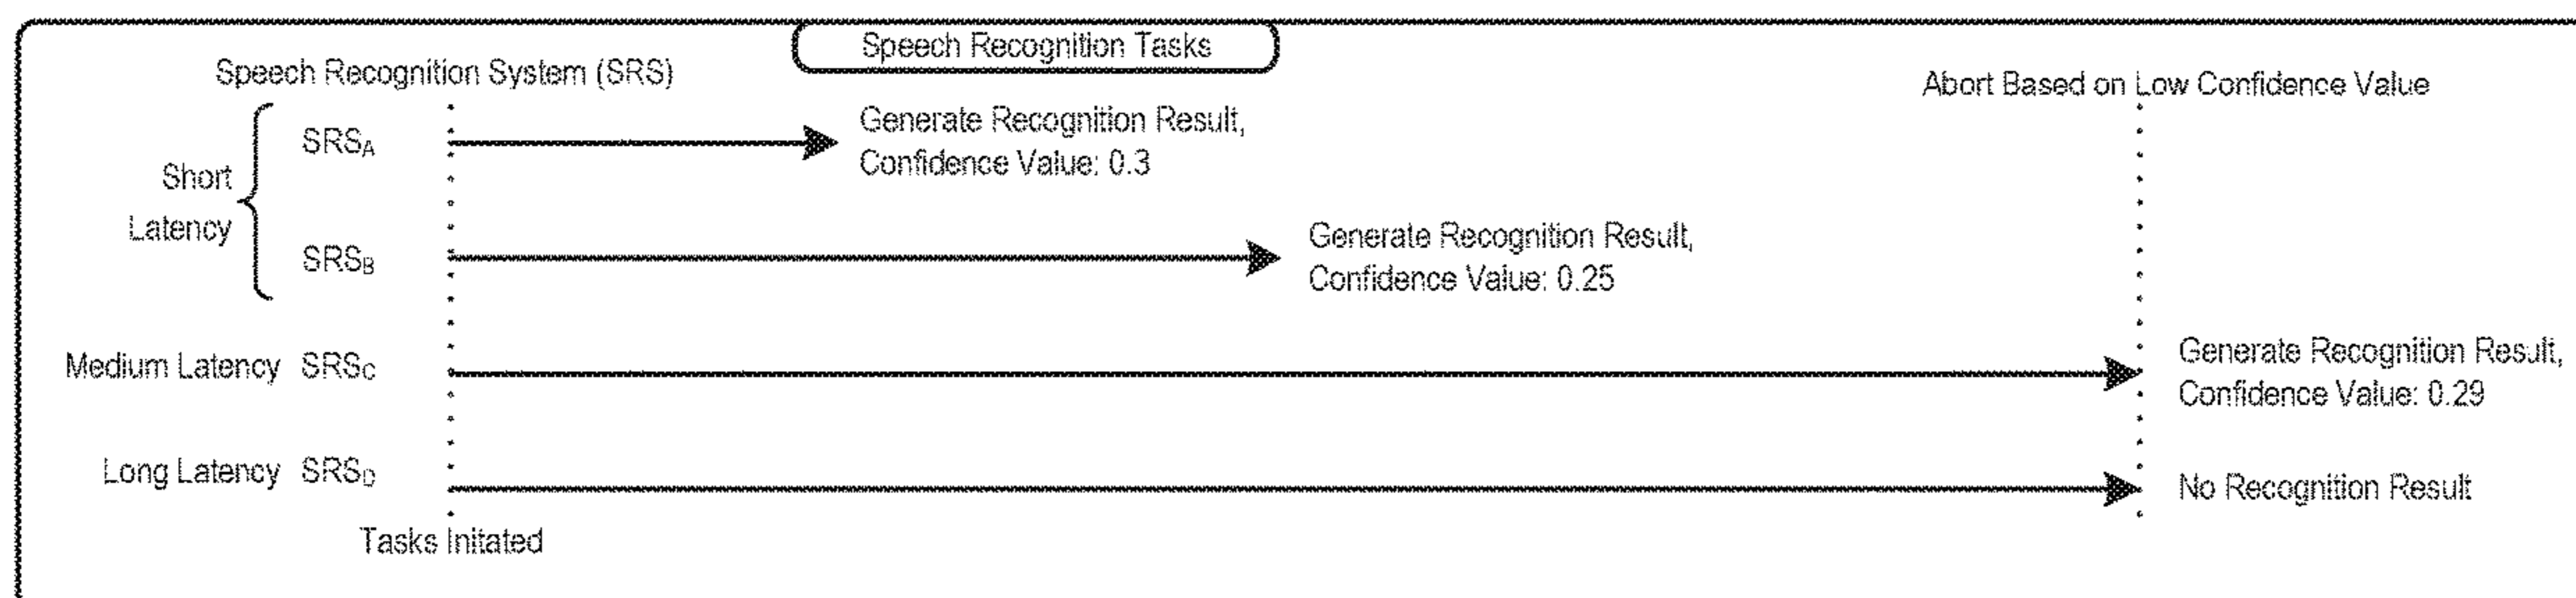 Speech Recognition Tasks
Speech Recognition System (SRS)
Abort Based on Low Confidence Value
Short
Latency
SRSA
Generate Recognition Result,
Confidence Value: 0.3
SRSB
Generate Recognition Result,
Confidence Value: 0.25
Medium Latency SRSC
Generate Recognition Result,
Confidence Value: 0.29
Long Latency SRSD
No Recognition Result
Tasks Initated